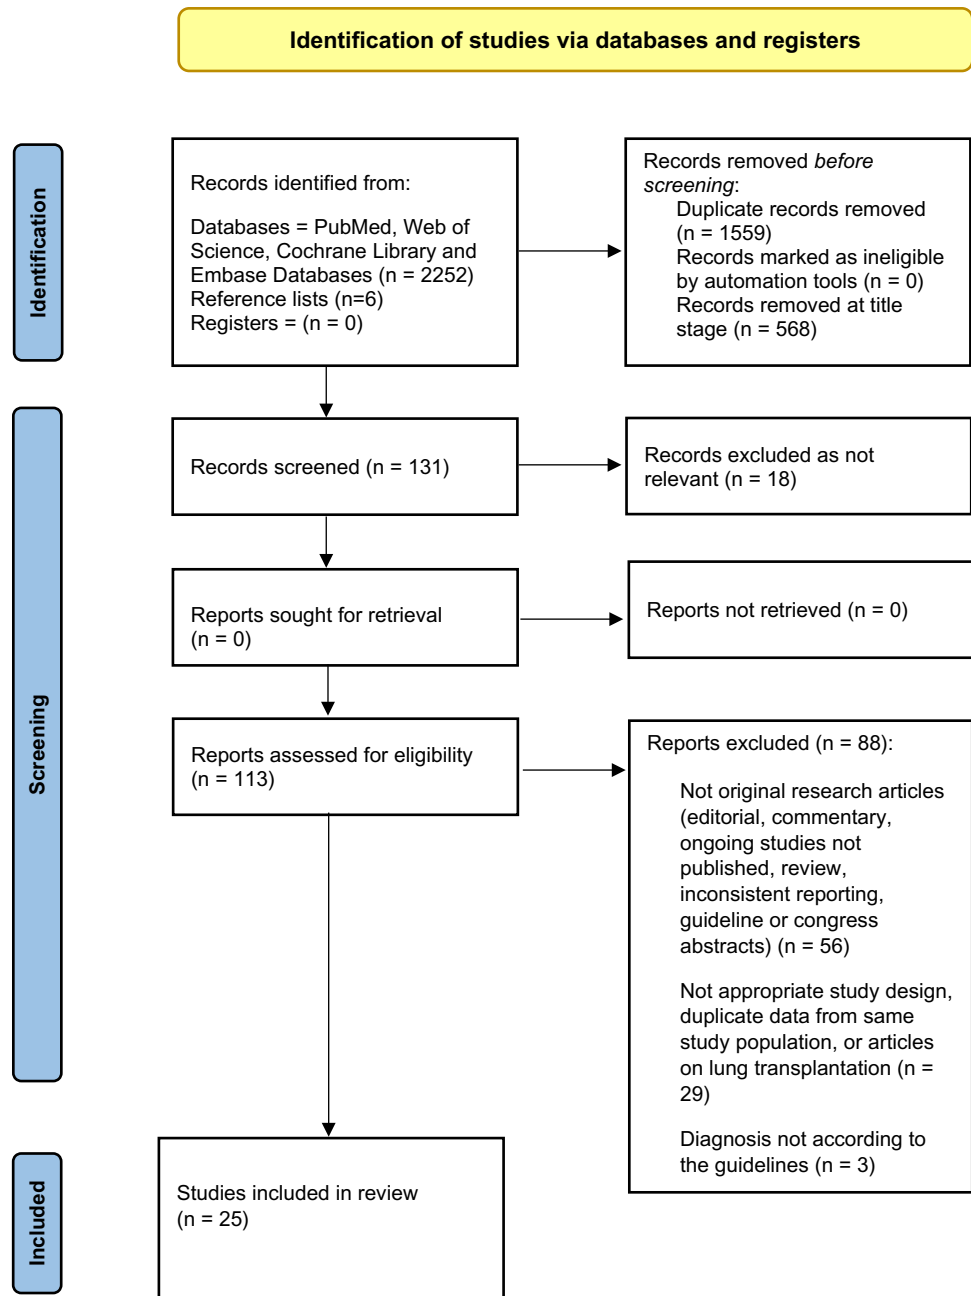 Identification of studies via databases and registers
Identification
Records identified from:
Databases = PubMed, Web of
Science, Cochrane Library and
Embase Databases (n = 2252)
Reference lists (n=6)
Registers = (n = 0)
Records removed before
screening:
Duplicate records removed
(n = 1559)
Records marked as ineligible
by automation tools (n = 0)
Records removed at title
stage (n = 568)
Screening
Records screened (n = 131)
Records excluded as not
relevant (n = 18)
Reports sought for retrieval
(n = 0)
Reports not retrieved (n = 0)
Reports assessed for eligibility
(n = 113)
Reports excluded (n = 88):
Not original research articles
(editorial, commentary,
ongoing studies not
published, review,
inconsistent reporting,
guideline or congress
abstracts) (n = 56)
Not appropriate study design,
duplicate data from same
study population, or articles
on lung transplantation (n =
29)
Diagnosis not according to
the guidelines (n = 3)
Included
Studies included in review
(n = 25)